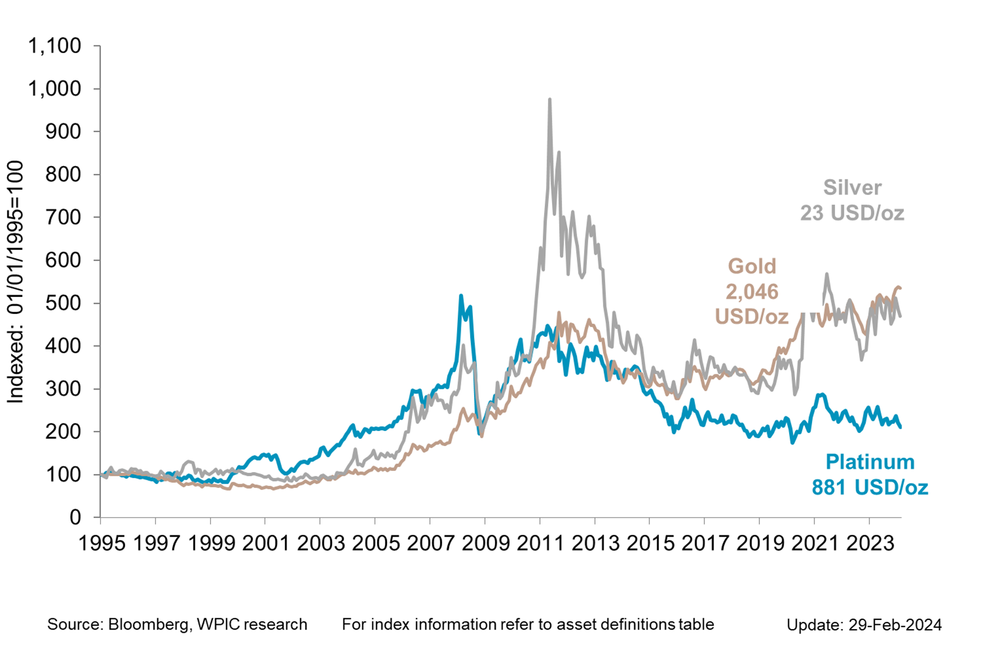 Indexed: 01/01/1995=100
1,100
1,000
900
800
700
600
500
400
300
200
100
0
Silver
23 USD/oz
Gold
2,046
USD/oz
Platinum
881 USD/oz
1995 1997 1999 2001 2003 2005 2007 2009 2011 2013 2015 2017 2019 2021 2023
Source: Bloomberg, WPIC research For index information refer to asset definitions table Update: 29-Feb-2024